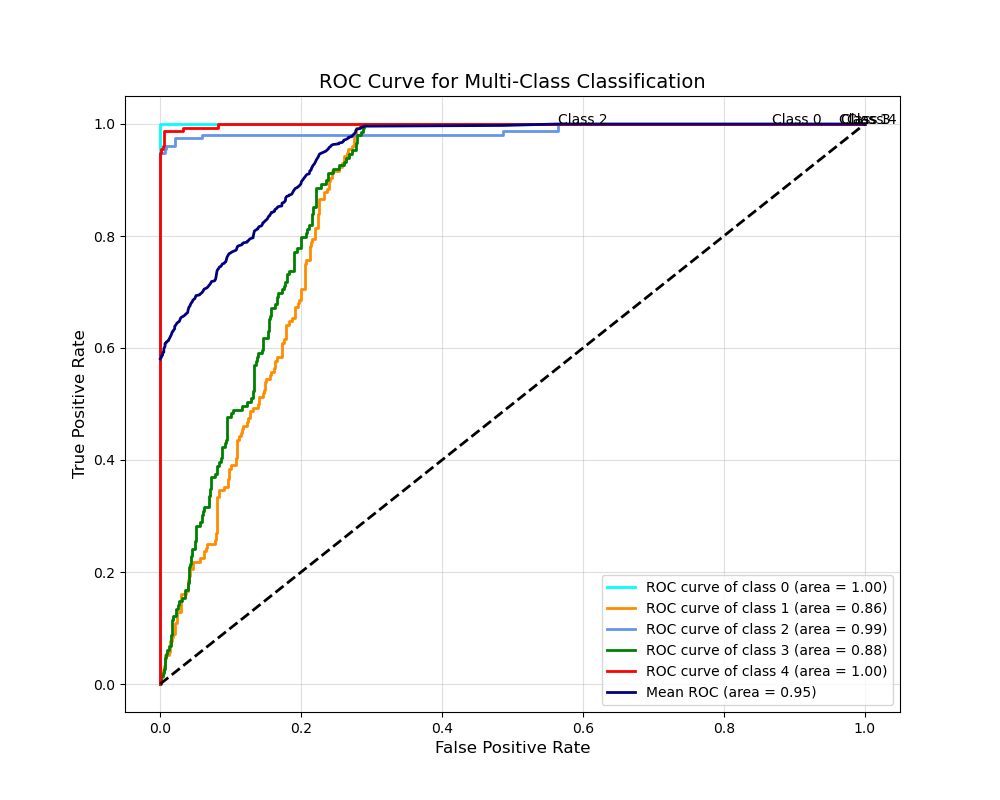 ROC Curve for Multi-Class Classification
True Positive Rate
1.0
0.8
0.6
0.4
0.2
0.0
Class 2
Class 0
ROC curve of class 0 (area = 1.00)
ROC curve of class 1 (area = 0.86)
ROC curve of class 2 (area = 0.99)
ROC curve of class 3 (area = 0.88)
ROC curve of class 4 (area = 1.00)
Mean ROC (area = 0.95)
0.0 0.2 0.4 0.6 0.8 1.0
False Positive Rate